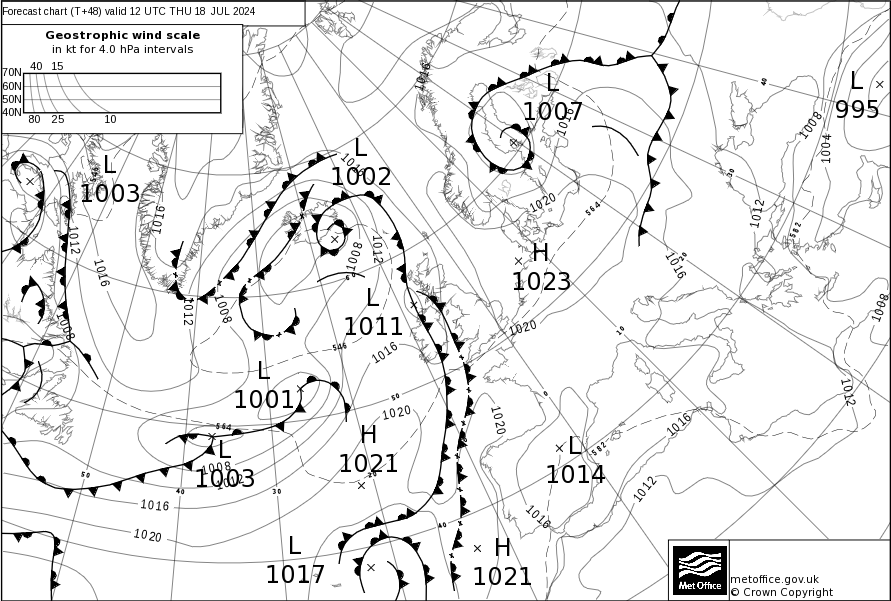 Forecast chart (T+48) valid 12 UTC THU 18 JUL 2024
Geostrophic wind scale
in kt for 4.0 hPa intervals
40 15
70N
60N
50N
40N
80 25 10
L
1003
L
1002
L
1007
L
995
H
1023
L
1011
L
1001
L
1003
H
1021
L
1014
L
1017
H
1021
1016
1016
1016
1016
1008
1004
1012
582
1020
564
1016
1012
1016
1012
1008
1008
1012
1008
546
1016
1020
1020
1020
564
1008
1012
1016
1020
1016
1012
1016
582
1012
1008
50
40
30
20
50
40
0
10
20
30
40
Met Office
metoffice.gov.uk
© Crown Copyright